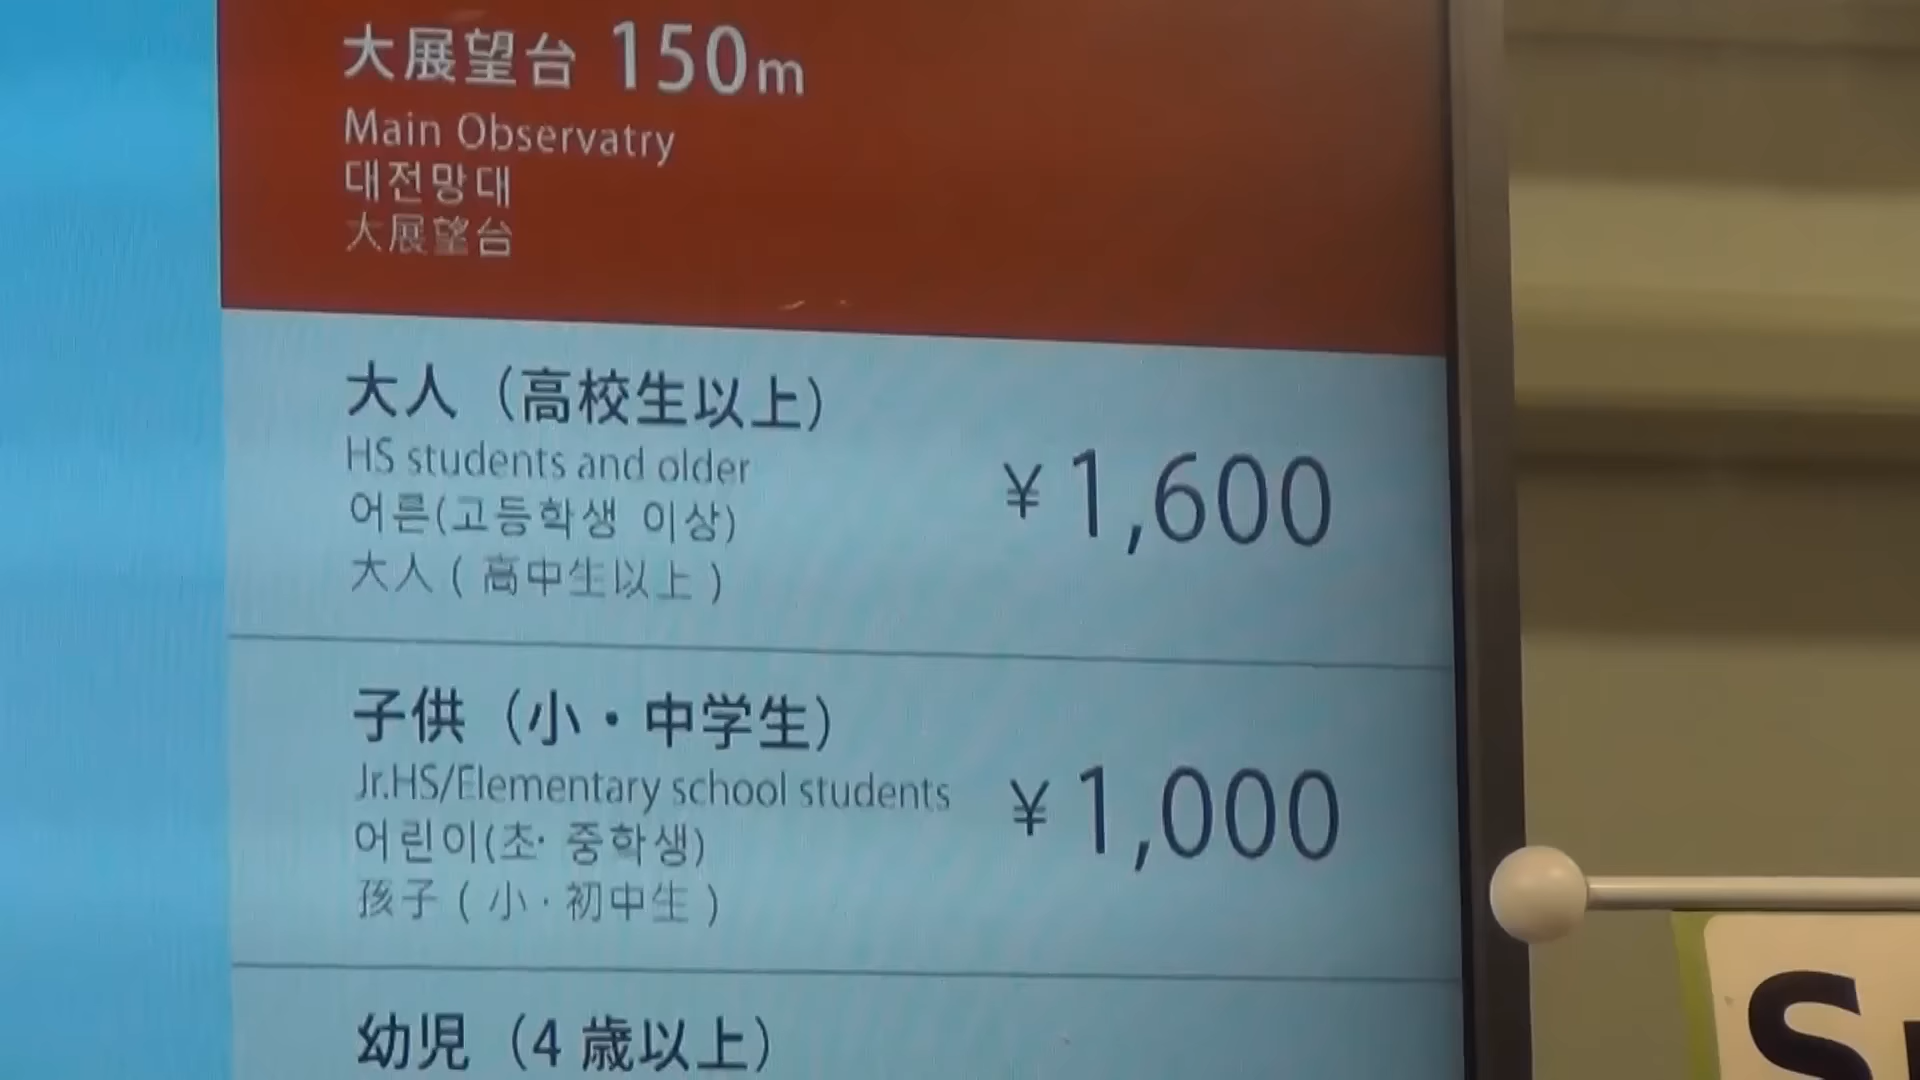 大展望台 150m
Main Observatry
대전망대
大展望台
大人（高校生以上）
HS students and older
어른(고등학생 이상)
大人 ( 高中生以上 )
¥1,600
子供（小・中学生）
Jr.HS/Elementary school students
어린이(초· 중학생)
孩子 ( 小 · 初中生 )
¥1,000
幼児（4 歳以上）